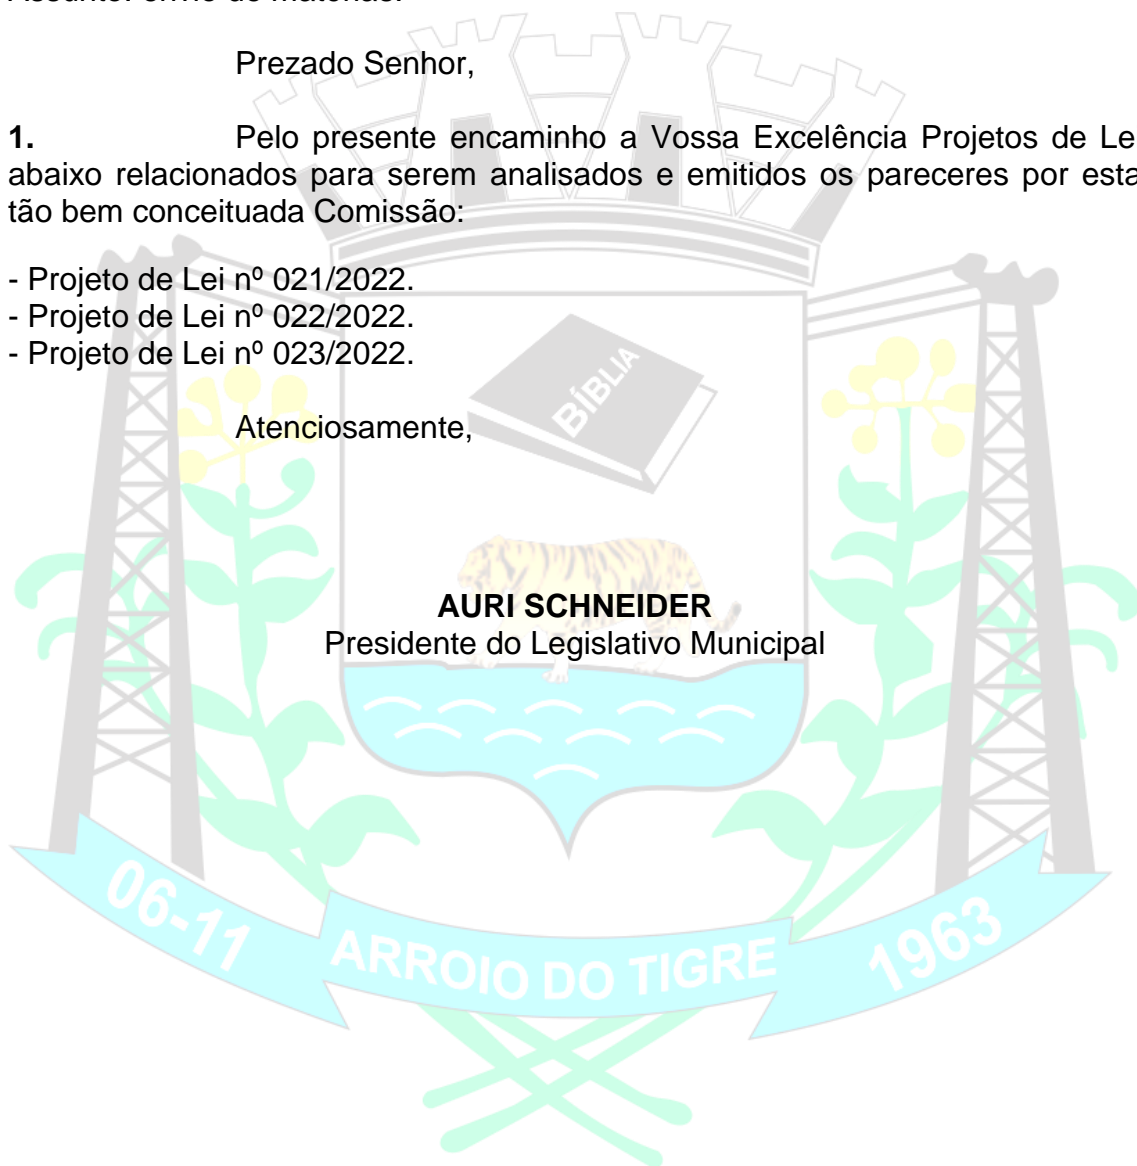 Prezado Senhor,
1. Pelo presente encaminho a Vossa Excelência Projetos de Le
abaixo relacionados para serem analisados e emitidos os pareceres por esta
tão bem conceituada Comissão:
- Projeto de Lei nº 021/2022.
- Projeto de Lei nº 022/2022.
- Projeto de Lei nº 023/2022.
BÍBLIA
Atenciosamente,
AURI SCHNEIDER
Presidente do Legislativo Municipal
06-11 ARROIO DO TIGRE 1963